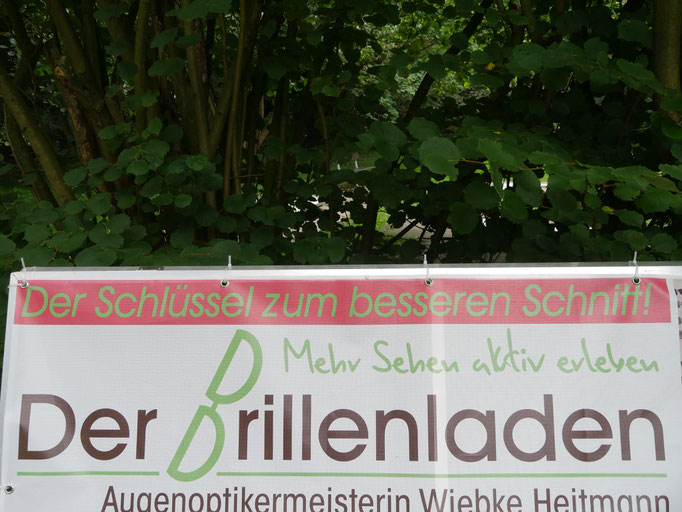 Der Schlüssel zum besseren Schnitt!
Mehr Sehen aktiv erleben
Der Brillenladen
Augenoptikermeisterin Wiebke Heitmann